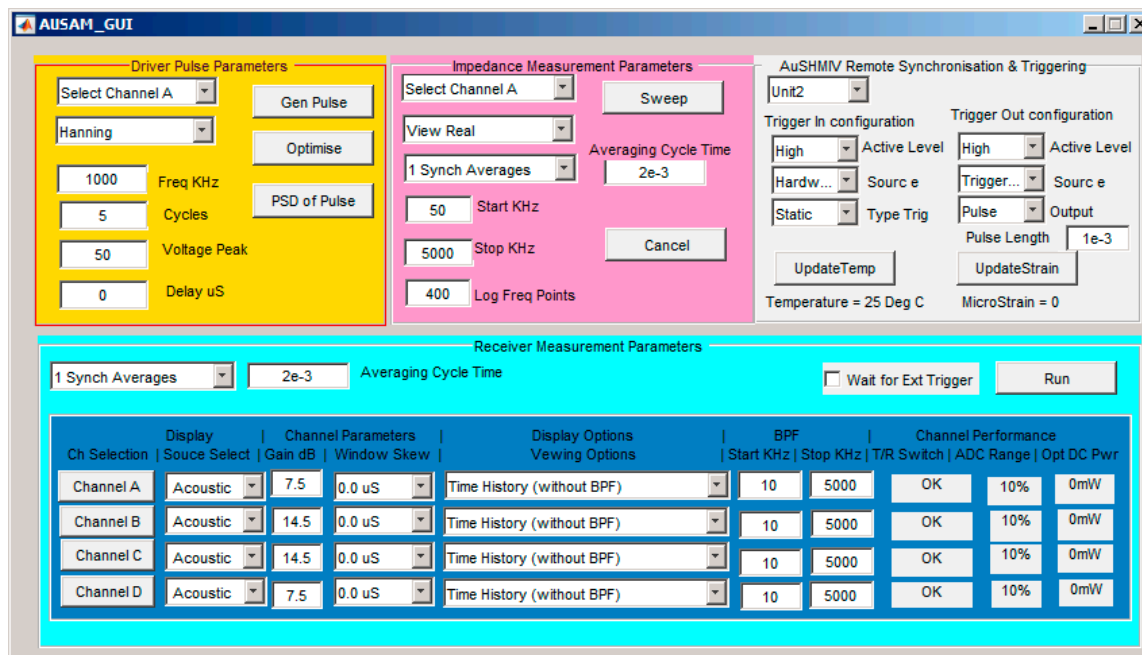 AUSAM_GUI
Driver Pulse Parameters
Select Channel A
Gen Pulse
Hanning
Optimise
1000 Freq KHz
PSD of Pulse
5 Cycles
50 Voltage Peak
0 Delay uS
Impedance Measurement Parameters
Select Channel A
Sweep
View Real
Averaging Cycle Time
1 Synch Averages
2e-3
50 Start KHz
5000 Stop KHz
Cancel
400 Log Freq Points
AuSHMIV Remote Synchronisation & Triggering
Unit2
Trigger In configuration
Trigger Out configuration
High Active Level High Active Level
Hardw... Sourc e Trigger... Sourc e
Static Type Trig Pulse Output
Pulse Length 1e-3
UpdateTemp UpdateStrain
Temperature = 25 Deg C MicroStrain = 0
Receiver Measurement Parameters
1 Synch Averages 2e-3 Averaging Cycle Time
Wait for Ext Trigger Run
Display | Channel Parameters | Display Options | BPF | Channel Performance
Ch Selection | Souce Select | Gain dB | Window Skew | Vewing Options | Start KHz | Stop KHz | T/R Switch | ADC Range | Opt DC Pwr
Channel A Acoustic 7.5 0.0 uS Time History (without BPF) 10 5000 OK 10% 0mW
Channel B Acoustic 14.5 0.0 uS Time History (without BPF) 10 5000 OK 10% 0mW
Channel C Acoustic 14.5 0.0 uS Time History (without BPF) 10 5000 OK 10% 0mW
Channel D Acoustic 7.5 0.0 uS Time History (without BPF) 10 5000 OK 10% 0mW